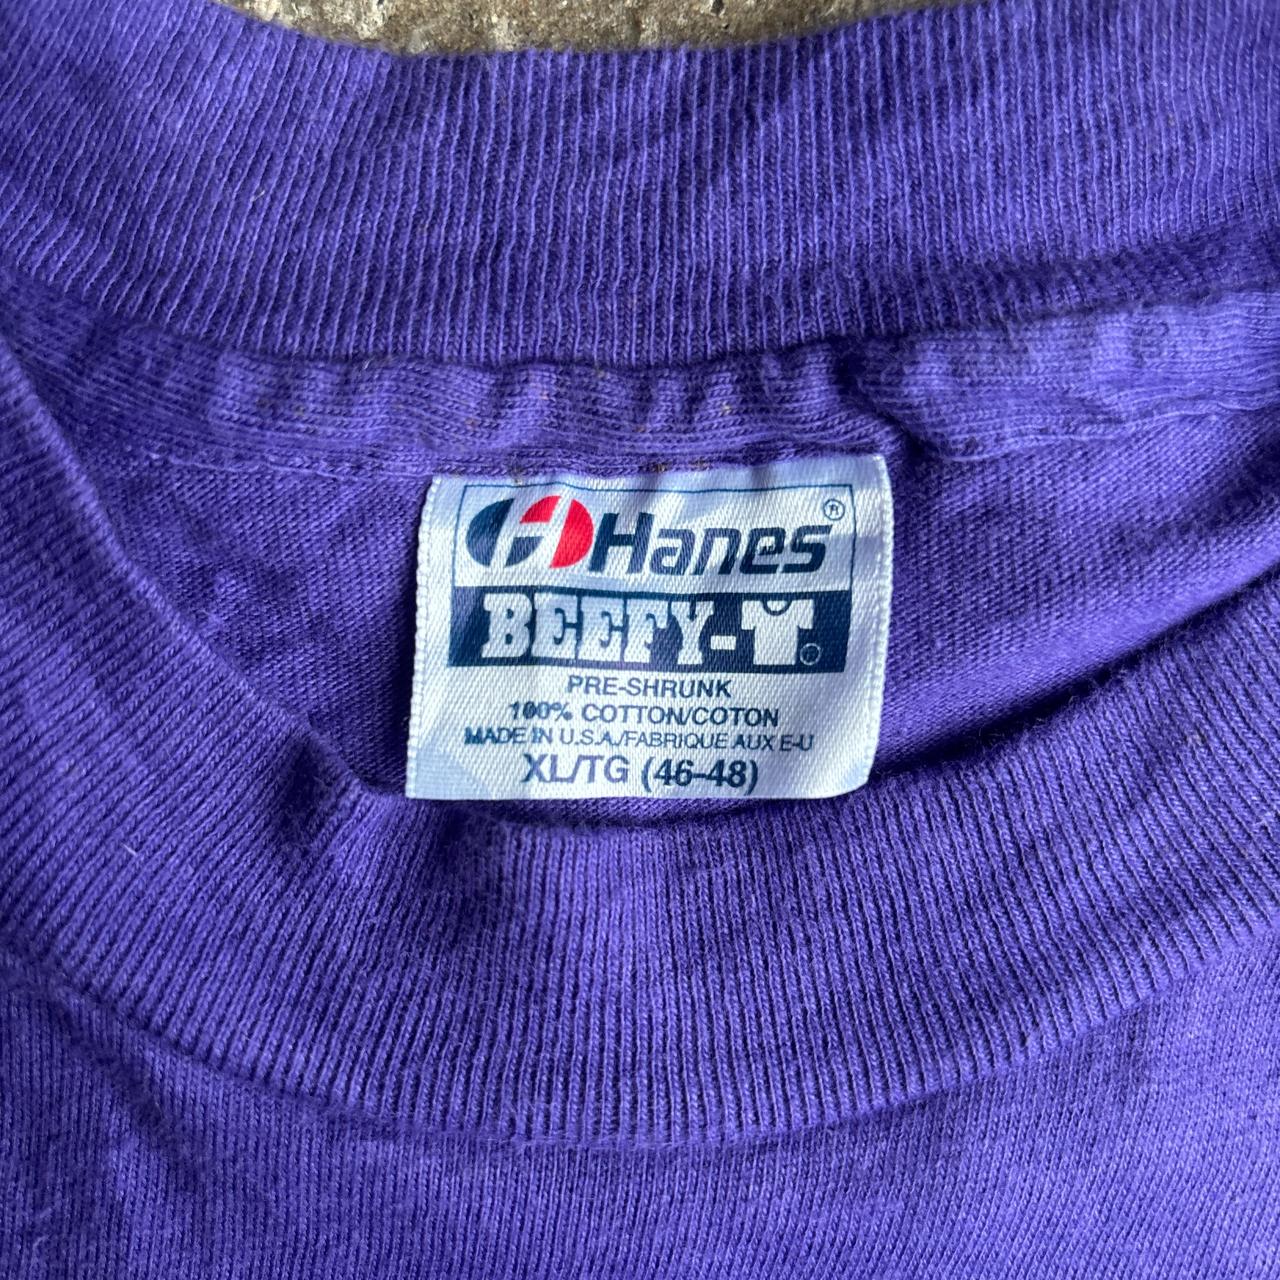 Hanes®
BEEFY-T®
PRE-SHRUNK
100% COTTON/COTON
MADE IN U.S.A./FABRIQUE AUX E-U
XL/TG (46-48)